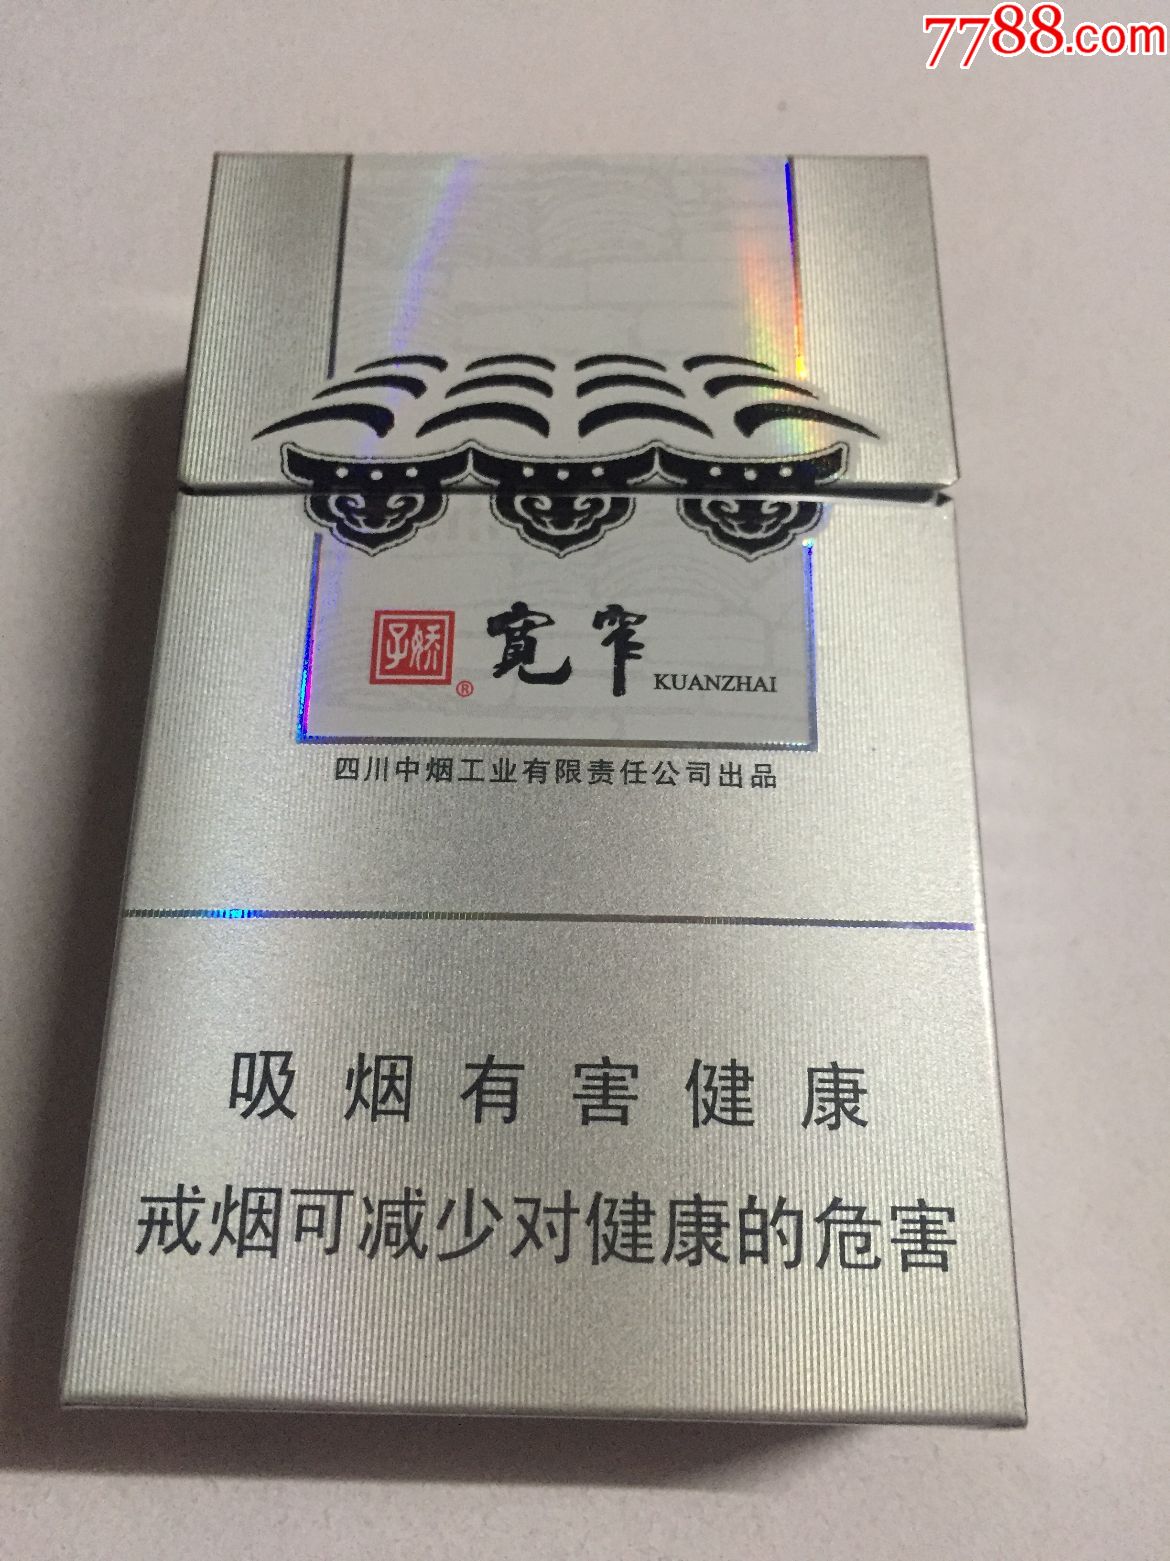 7788.com
娇子® 宽窄 KUANZHAI
四川中烟工业有限责任公司出品
吸烟有害健康
戒烟可减少对健康的危害